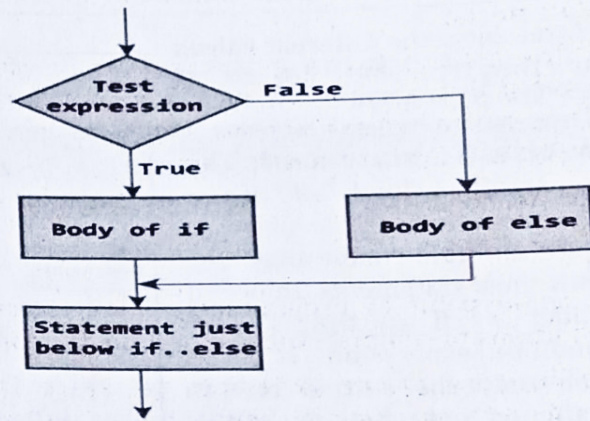 Test
expression
False
True
Body of if
Body of else
Statement just
below if..else